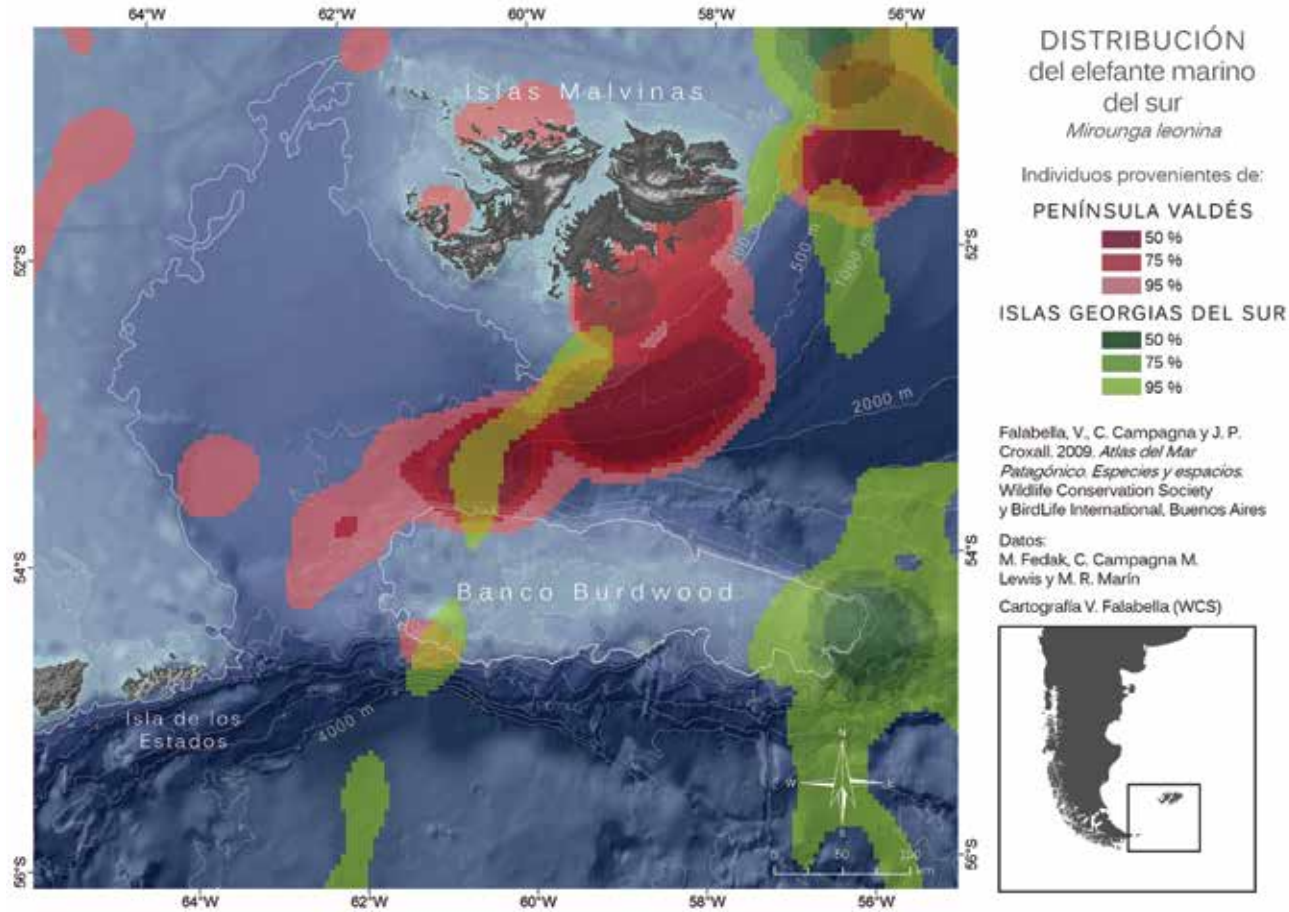 64°W
62°W
60°W
58°W
56°W
Islas Malvinas
52°S
52°S
500 m
1000 m
2000 m
54°S
54°S
Banco Burdwood
Isla de los
Estados
4000 m
N
W
E
S
0
50
100
km
56°S
56°S
64°W
62°W
60°W
58°W
56°W
DISTRIBUCIÓN
del elefante marino
del sur
Mirounga leonina
Individuos provenientes de:
PENÍNSULA VALDÉS
50 %
75 %
95 %
ISLAS GEORGIAS DEL SUR
50 %
75 %
95 %
Falabella, V., C. Campagna y J. P.
Croxall. 2009. Atlas del Mar
Patagónico. Especies y espacios.
Wildlife Conservation Society
y BirdLife International, Buenos Aires
Datos:
M. Fedak, C. Campagna M.
Lewis y M. R. Marín
Cartografía V. Falabella (WCS)